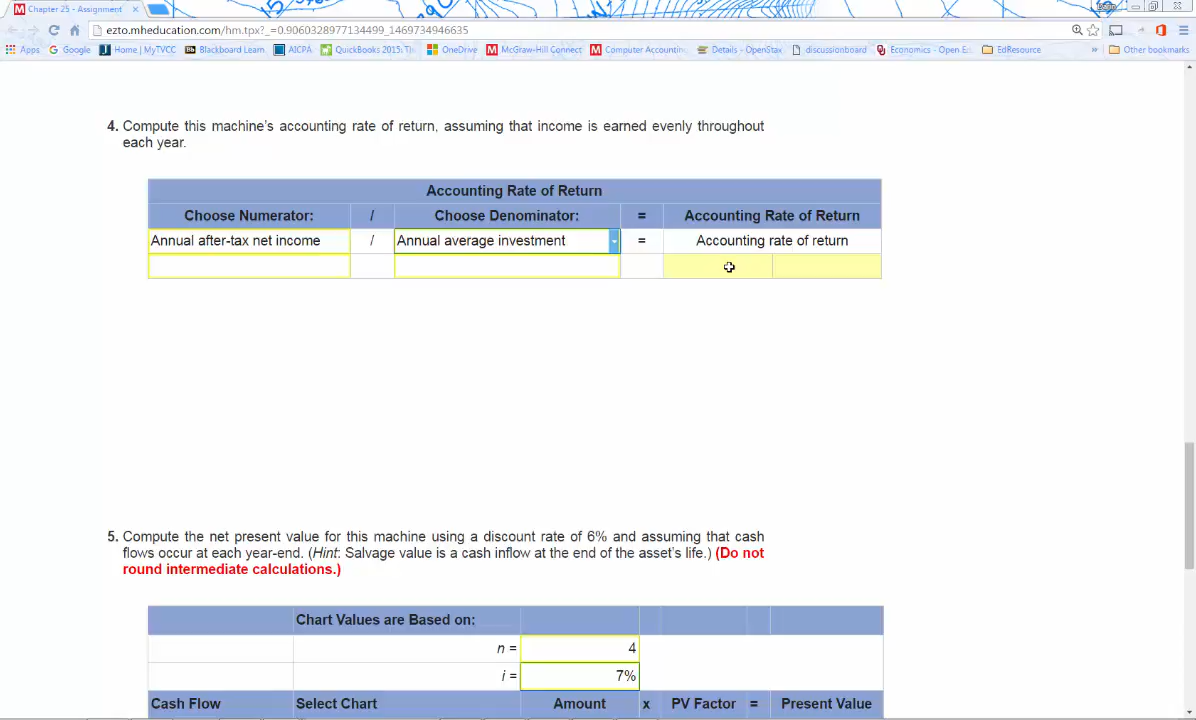 Chapter 25 - Assignment
ezto.mheducation.com/hm.tpx?_=0.9060328977134499_1469734946635
Apps Google Home | MyTVCC Blackboard Learn AICPA QuickBooks 2015: Th OneDrive McGraw-Hill Connect Computer Accountin Details - OpenStax discussionboard Economics - Open E EdResource » Other bookmarks
4. Compute this machine's accounting rate of return, assuming that income is earned evenly throughout
each year.
Accounting Rate of Return
Choose Numerator: / Choose Denominator: = Accounting Rate of Return
Annual after-tax net income / Annual average investment = Accounting rate of return
5. Compute the net present value for this machine using a discount rate of 6% and assuming that cash
flows occur at each year-end. (Hint: Salvage value is a cash inflow at the end of the asset's life.) (Do not
round intermediate calculations.)
Chart Values are Based on:
n = 4
i = 7%
Cash Flow Select Chart Amount x PV Factor = Present Value